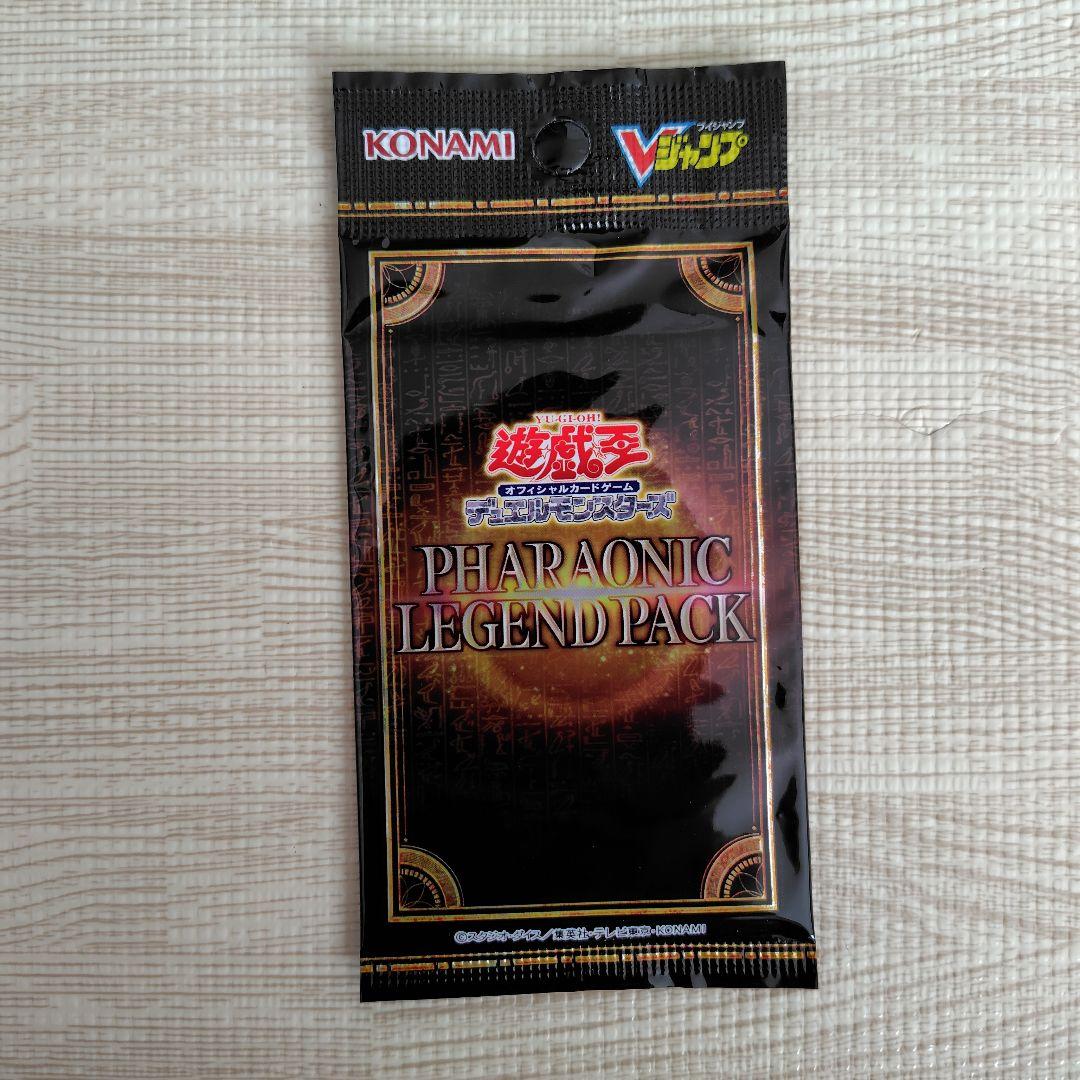 KONAMI
ブイジャンプ
Vジャンプ
YU-GI-OH!
遊戯王
オフィシャルカードゲーム
デュエルモンスターズ
PHARAONIC
LEGEND PACK
©スタジオ・ダイス／集英社・テレビ東京・KONAMI